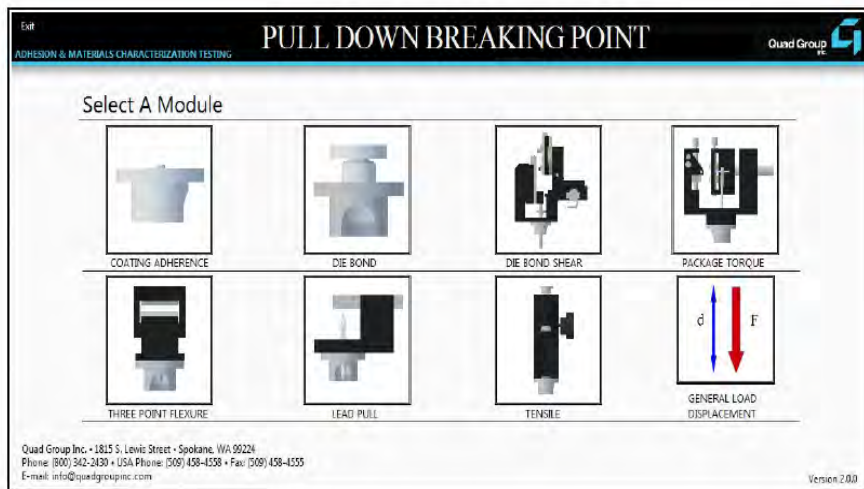 Exit
PULL DOWN BREAKING POINT
ADHESION & MATERIALS CHARACTERIZATION TESTING
Quad Group
inc.
Select A Module
COATING ADHERENCE
DIE BOND
DIE BOND SHEAR
PACKAGE TORQUE
d
F
THREE POINT FLEXURE
LEAD PULL
TENSILE
GENERAL LOAD
DISPLACEMENT
Quad Group Inc. • 1815 S. Lewis Street • Spokane, WA 99224
Phone: (800) 342-2430 • USA Phone: (509) 458-4558 • Fax: (509) 458-4555
E-mail: info@quadgroupinc.com
Version 2.0.0